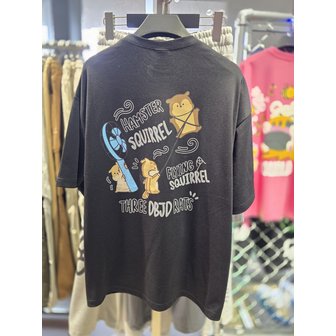 HAMSTER
SQUIRREL
FLYING
SQUIRREL
THREE DBJD RATS